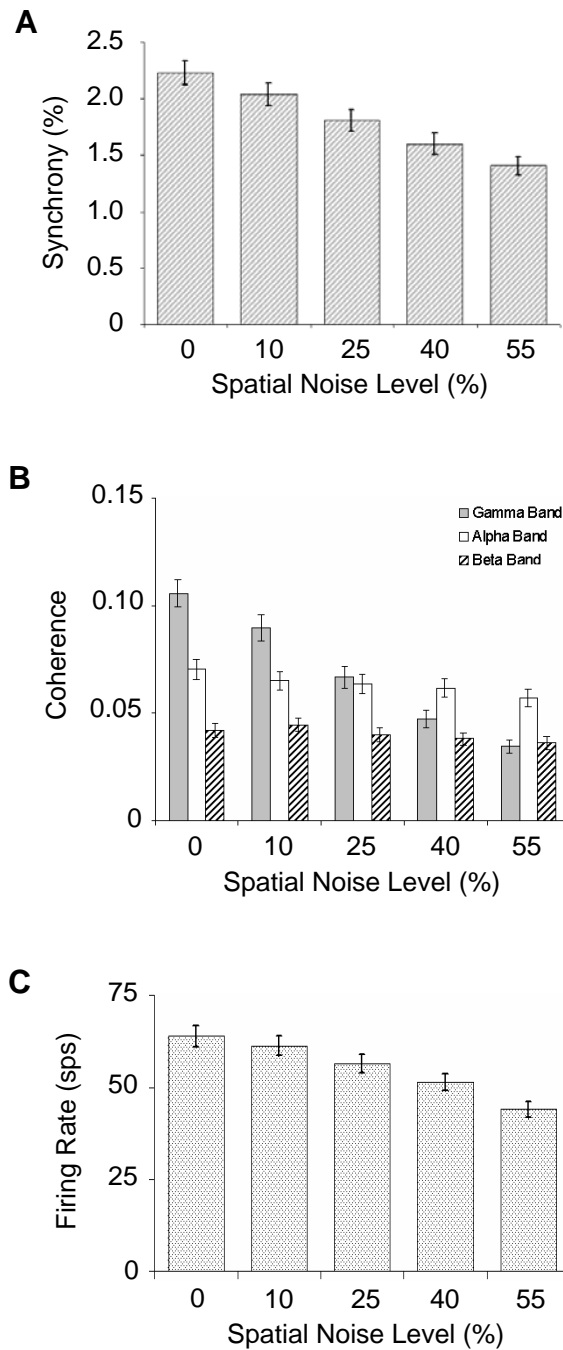 A
Synchrony (%)
2.5
2.0
1.5
1.0
0.5
0
0 10 25 40 55
Spatial Noise Level (%)
B
Coherence
0.15
0.10
0.05
0
Gamma Band
Alpha Band
Beta Band
0 10 25 40 55
Spatial Noise Level (%)
C
Firing Rate (sps)
75
50
25
0
0 10 25 40 55
Spatial Noise Level (%)